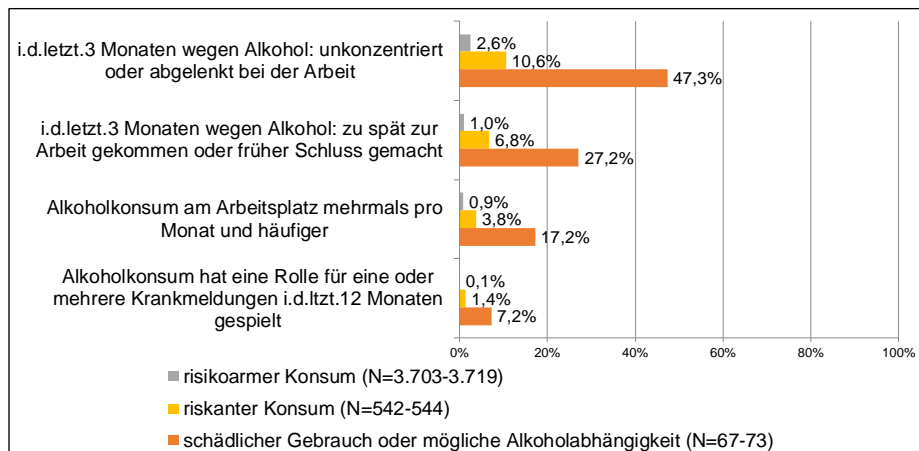 i.d.letzt.3 Monaten wegen Alkohol: unkonzentriert
oder abgelenkt bei der Arbeit
2,6%
10,6%
47,3%
i.d.letzt.3 Monaten wegen Alkohol: zu spät zur
Arbeit gekommen oder früher Schluss gemacht
1,0%
6,8%
27,2%
Alkoholkonsum am Arbeitsplatz mehrmals pro
Monat und häufiger
0,9%
3,8%
17,2%
Alkoholkonsum hat eine Rolle für eine oder
mehrere Krankmeldungen i.d.ltzt.12 Monaten
gespielt
0,1%
1,4%
7,2%
0% 20% 40% 60% 80% 100%
risikoarmer Konsum (N=3.703-3.719)
riskanter Konsum (N=542-544)
schädlicher Gebrauch oder mögliche Alkoholabhängigkeit (N=67-73)